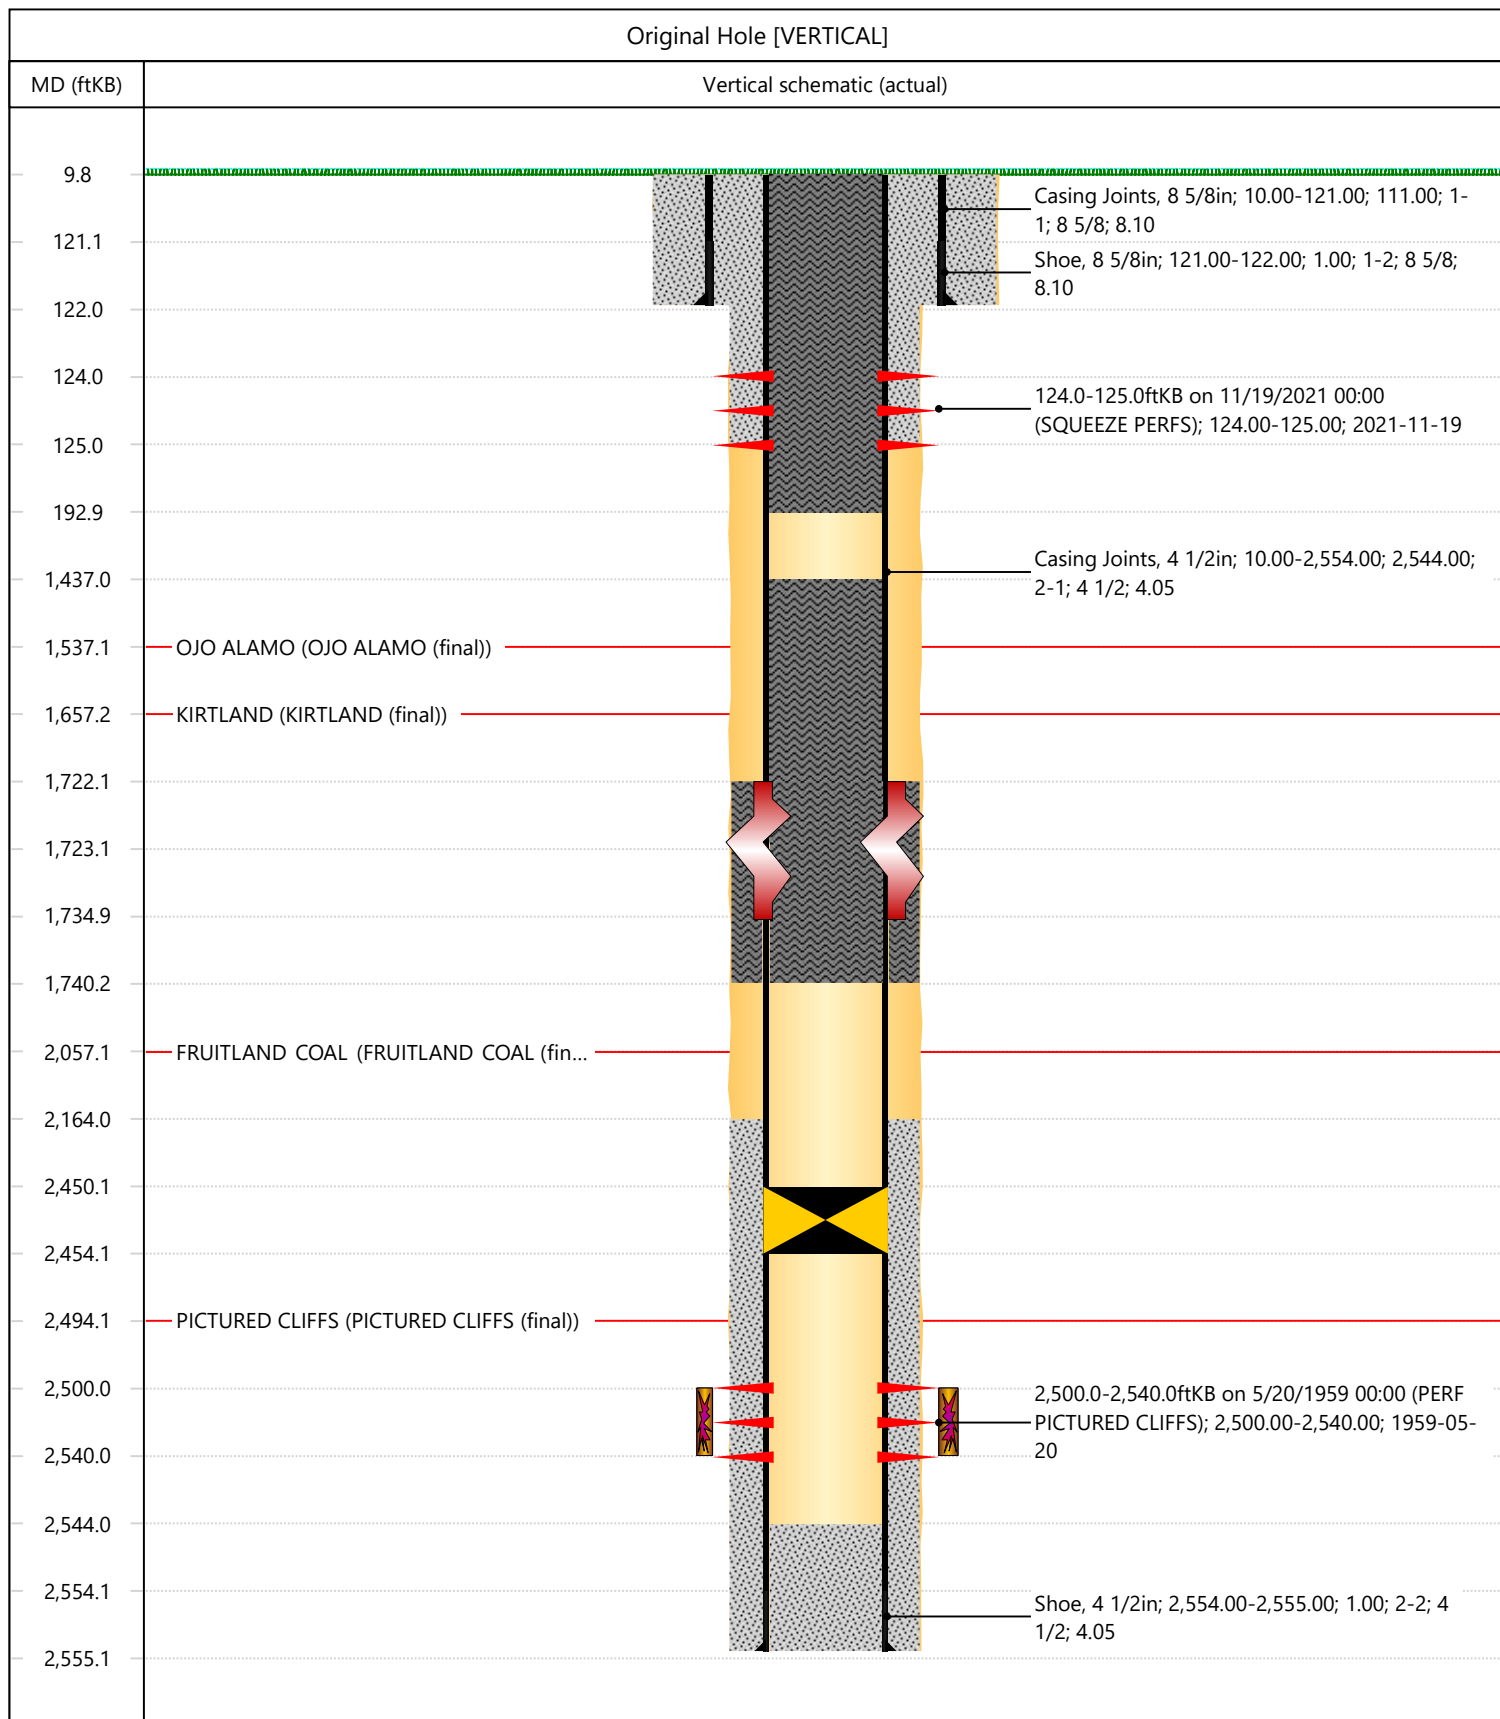 Original Hole [VERTICAL]
MD (ftKB)
Vertical schematic (actual)
9.8
Casing Joints, 8 5/8in; 10.00-121.00; 111.00; 1-
1; 8 5/8; 8.10
121.1
Shoe, 8 5/8in; 121.00-122.00; 1.00; 1-2; 8 5/8;
8.10
122.0
124.0
124.0-125.0ftKB on 11/19/2021 00:00
(SQUEEZE PERFS); 124.00-125.00; 2021-11-19
125.0
192.9
Casing Joints, 4 1/2in; 10.00-2,554.00; 2,544.00;
2-1; 4 1/2; 4.05
1,437.0
1,537.1
OJO ALAMO (OJO ALAMO (final))
1,657.2
KIRTLAND (KIRTLAND (final))
1,722.1
1,723.1
1,734.9
1,740.2
2,057.1
FRUITLAND COAL (FRUITLAND COAL (fin...
2,164.0
2,450.1
2,454.1
2,494.1
PICTURED CLIFFS (PICTURED CLIFFS (final))
2,500.0
2,500.0-2,540.0ftKB on 5/20/1959 00:00 (PERF
PICTURED CLIFFS); 2,500.00-2,540.00; 1959-05-
20
2,540.0
2,544.0
2,554.1
Shoe, 4 1/2in; 2,554.00-2,555.00; 1.00; 2-2; 4
1/2; 4.05
2,555.1